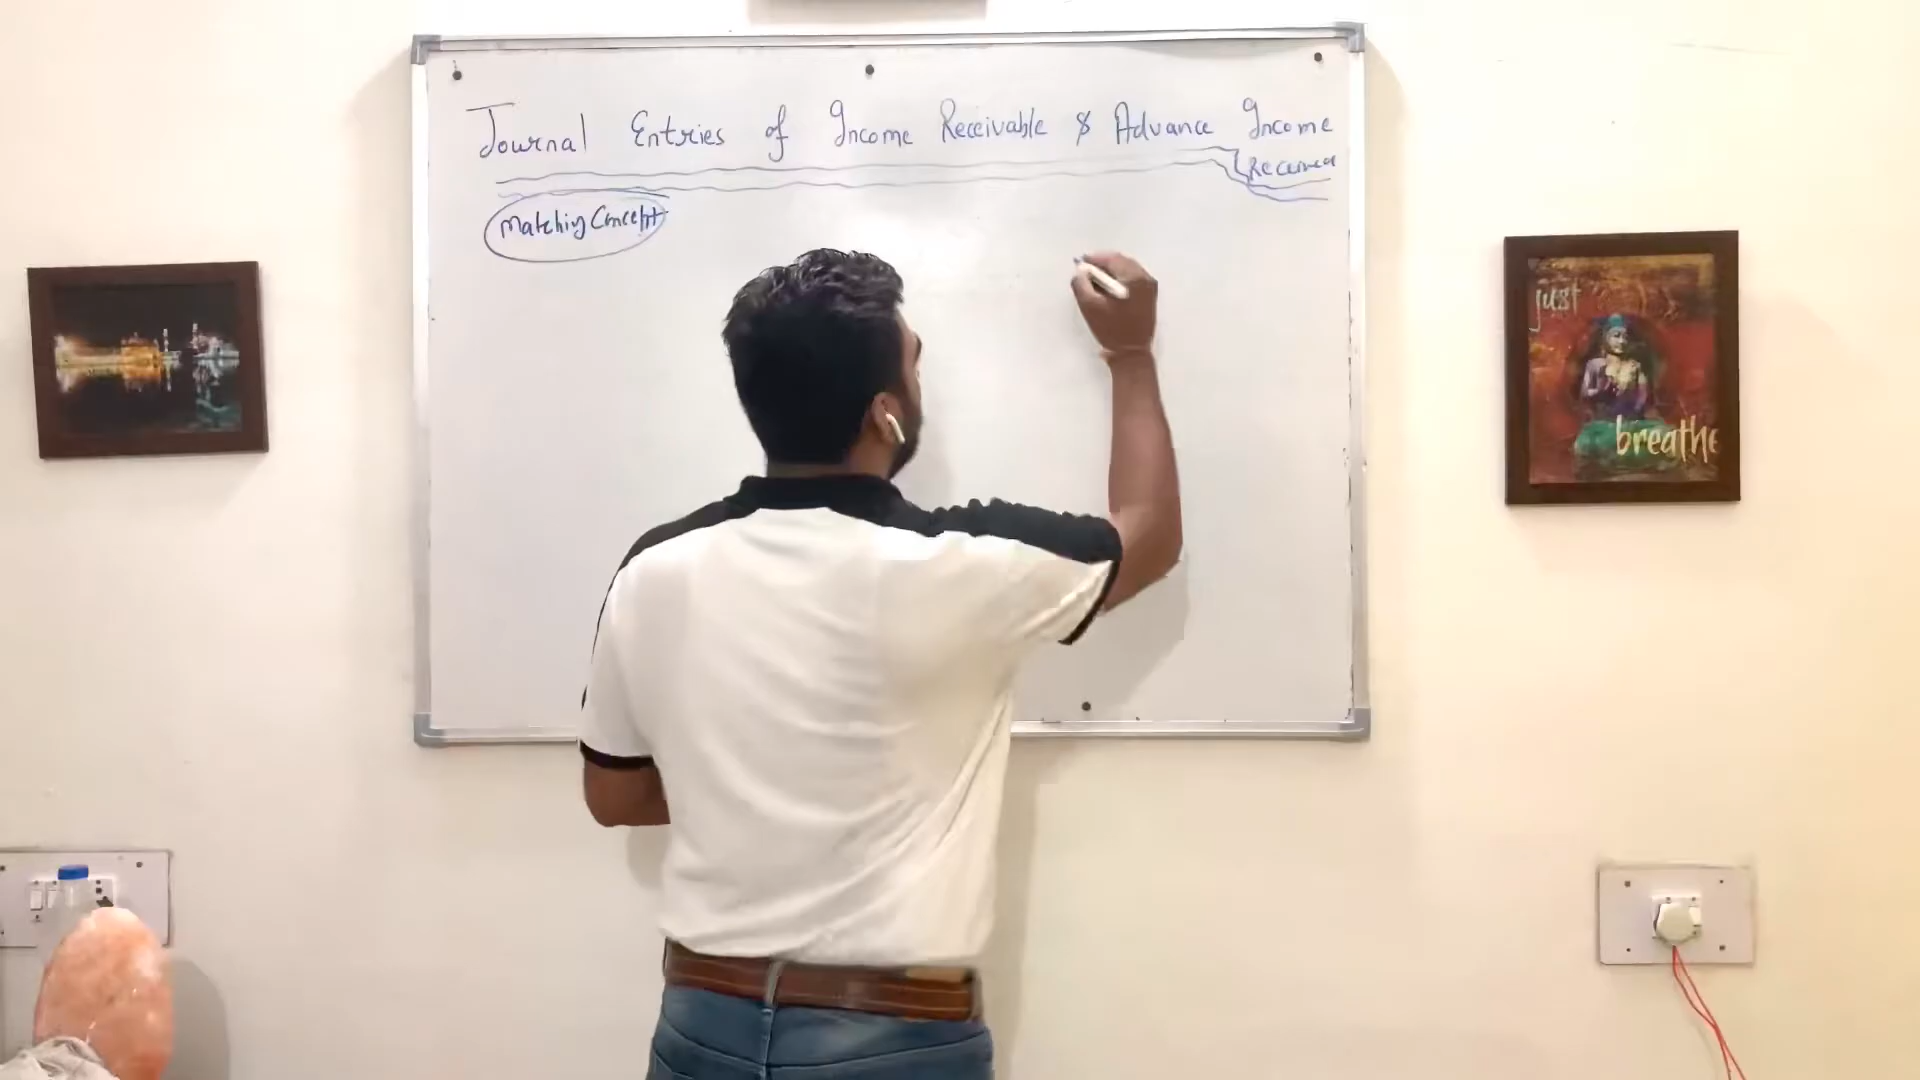 Journal Entries of Income Receivable & Advance Income
Received
Matching Concept
just
breathe